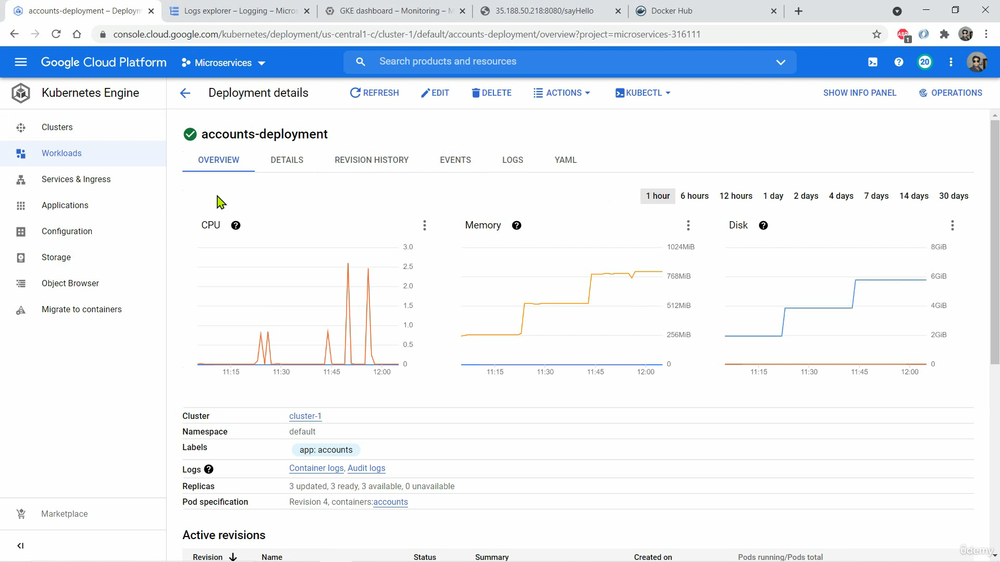 accounts-deployment – Deploym
Logs explorer – Logging – Micros
GKE dashboard – Monitoring – M
35.188.50.218:8080/sayHello
Docker Hub
console.cloud.google.com/kubernetes/deployment/us-central1-c/cluster-1/default/accounts-deployment/overview?project=microservices-316111
ABP
1
Google Cloud Platform
Microservices
Search products and resources
20
Kubernetes Engine
Deployment details
REFRESH
EDIT
DELETE
ACTIONS
KUBECTL
SHOW INFO PANEL
OPERATIONS
Clusters
Workloads
Services & Ingress
Applications
Configuration
Storage
Object Browser
Migrate to containers
Marketplace
accounts-deployment
OVERVIEW
DETAILS
REVISION HISTORY
EVENTS
LOGS
YAML
1 hour
6 hours
12 hours
1 day
2 days
4 days
7 days
14 days
30 days
CPU
3.0
2.5
2.0
1.5
1.0
0.5
0
11:15
11:30
11:45
12:00
Memory
1024MiB
768MiB
512MiB
256MiB
0
11:15
11:30
11:45
12:00
Disk
8GiB
6GiB
4GiB
2GiB
0
11:15
11:30
11:45
12:00
Cluster cluster-1
Namespace default
Labels app: accounts
Logs Container logs, Audit logs
Replicas 3 updated, 3 ready, 3 available, 0 unavailable
Pod specification Revision 4, containers:accounts
Active revisions
Revision Name Status Summary Created on Pods running/Pods total
ûdemy